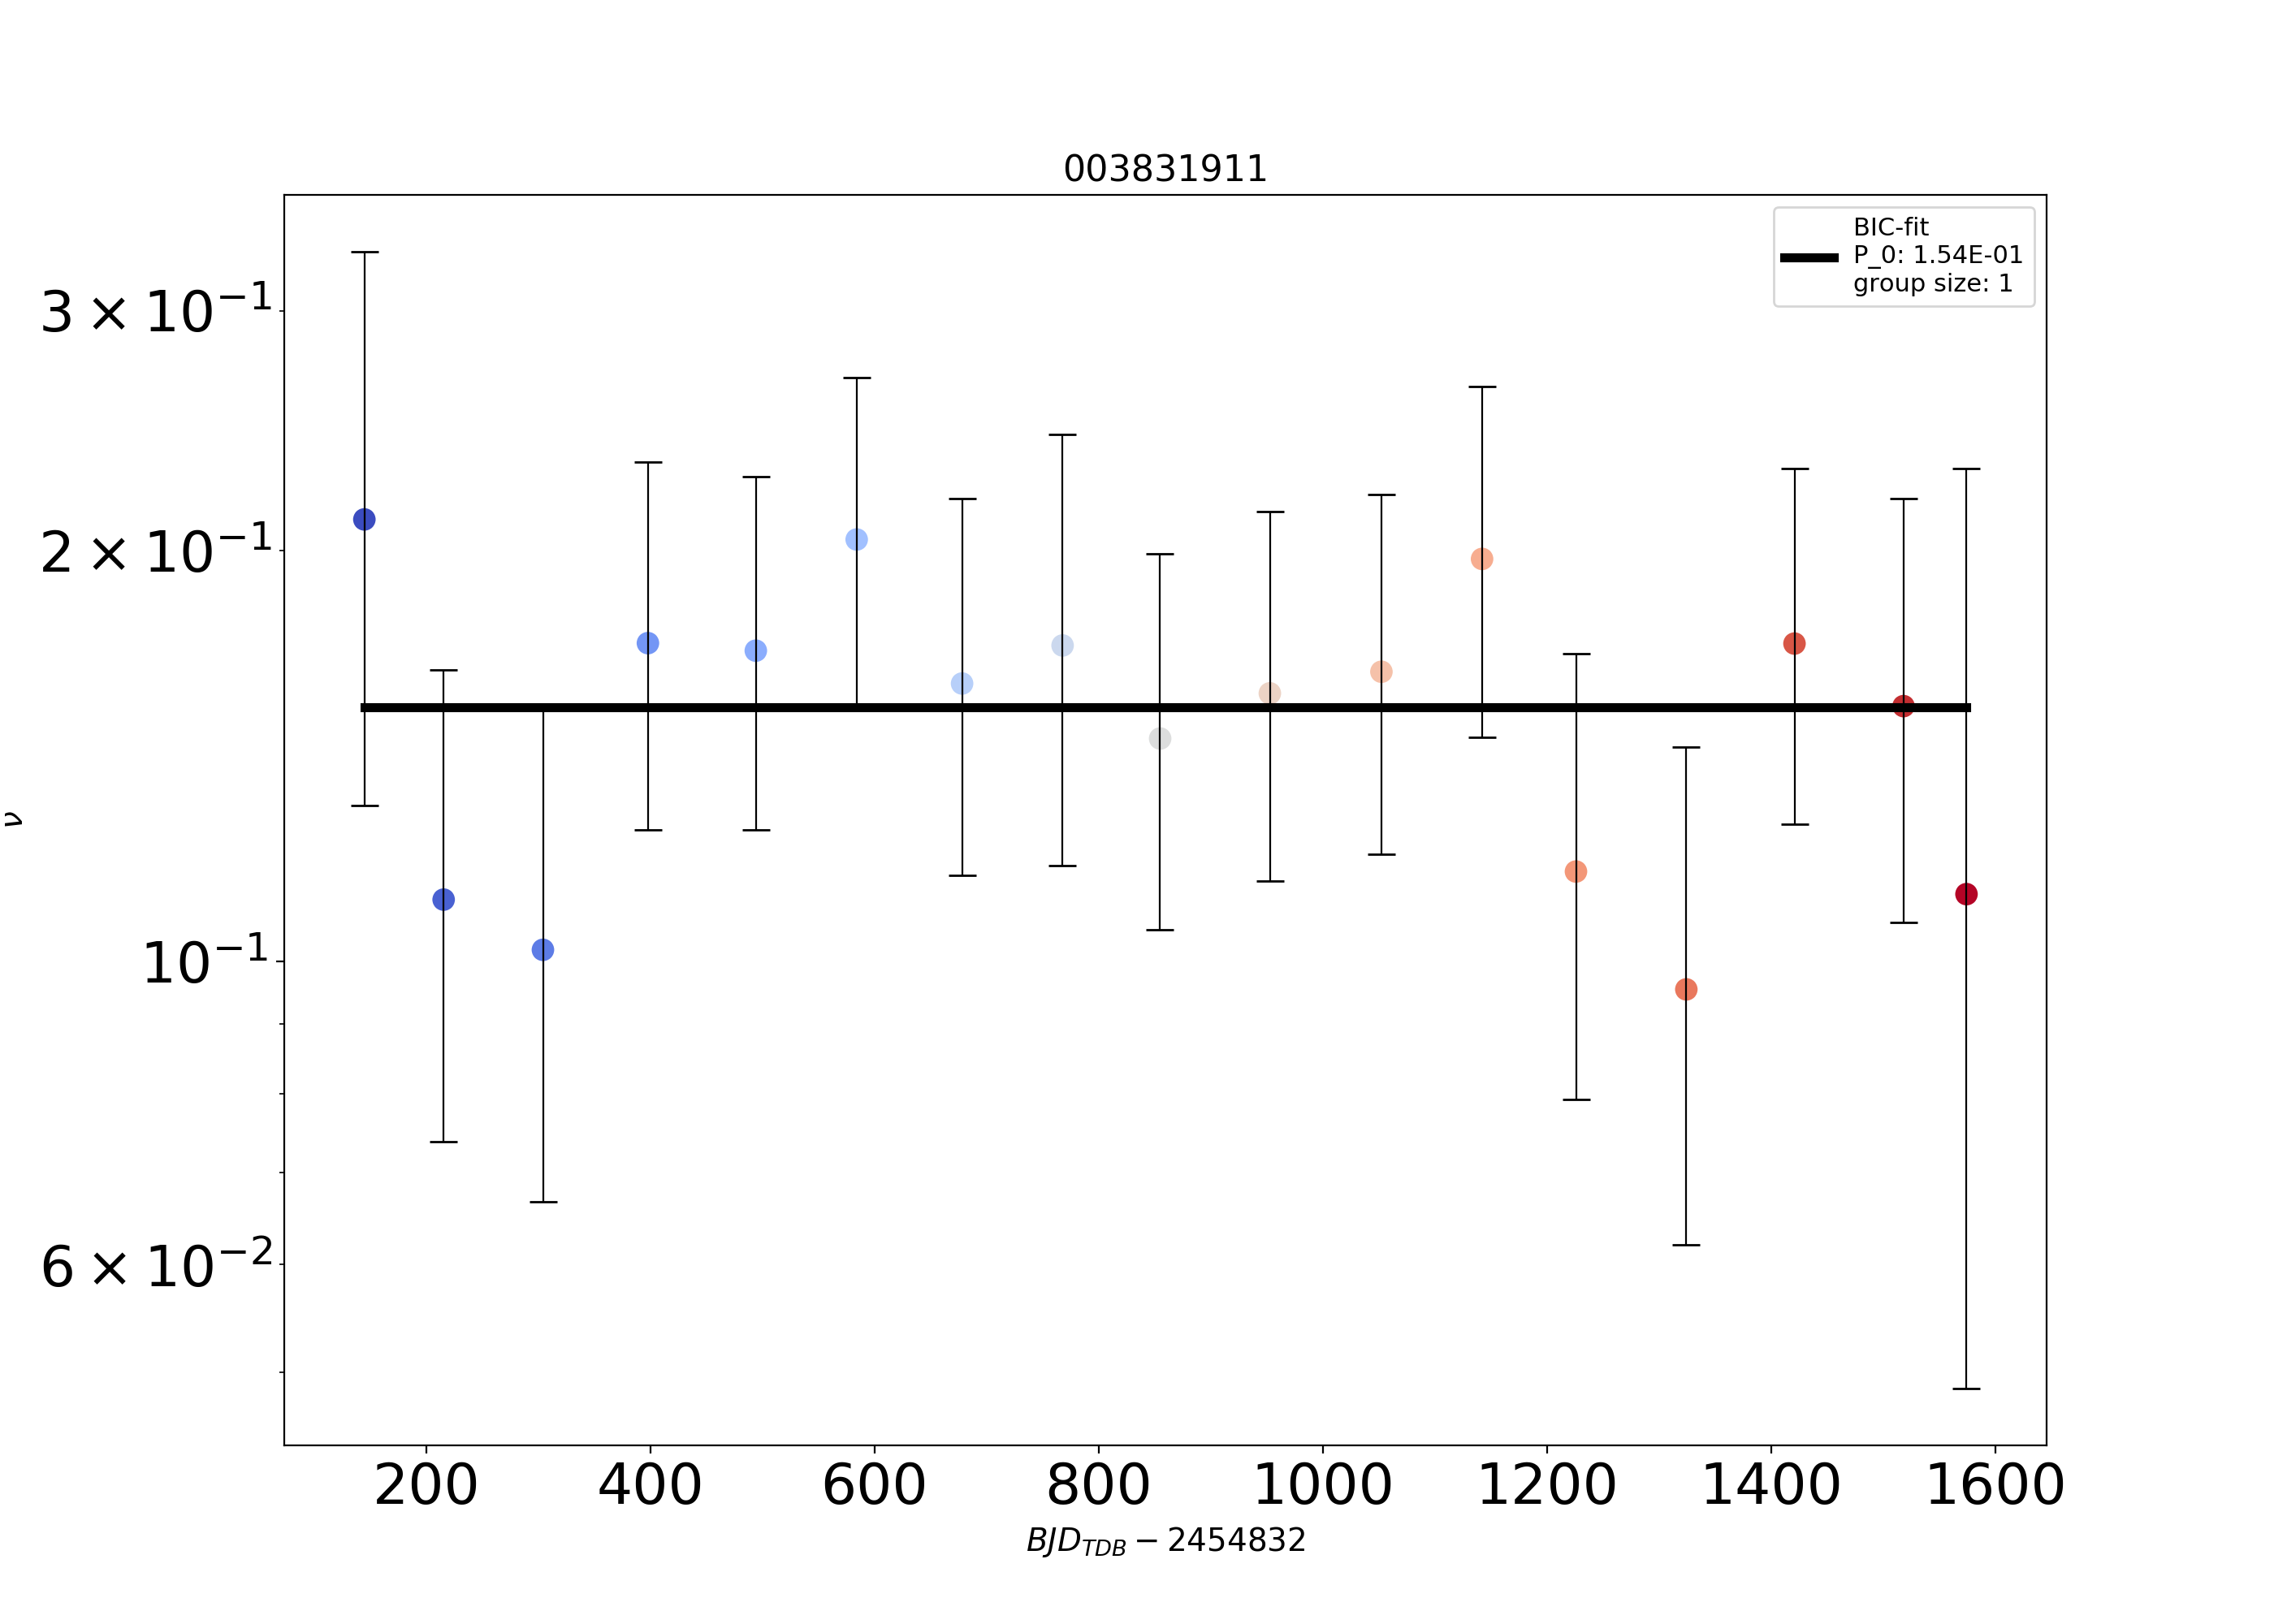 003831911
BIC-fit
P_0: 1.54E-01
group size: 1
3 × 10⁻¹
2 × 10⁻¹
10⁻¹
6 × 10⁻²
ν
200 400 600 800 1000 1200 1400 1600
BJD_TDB − 2454832